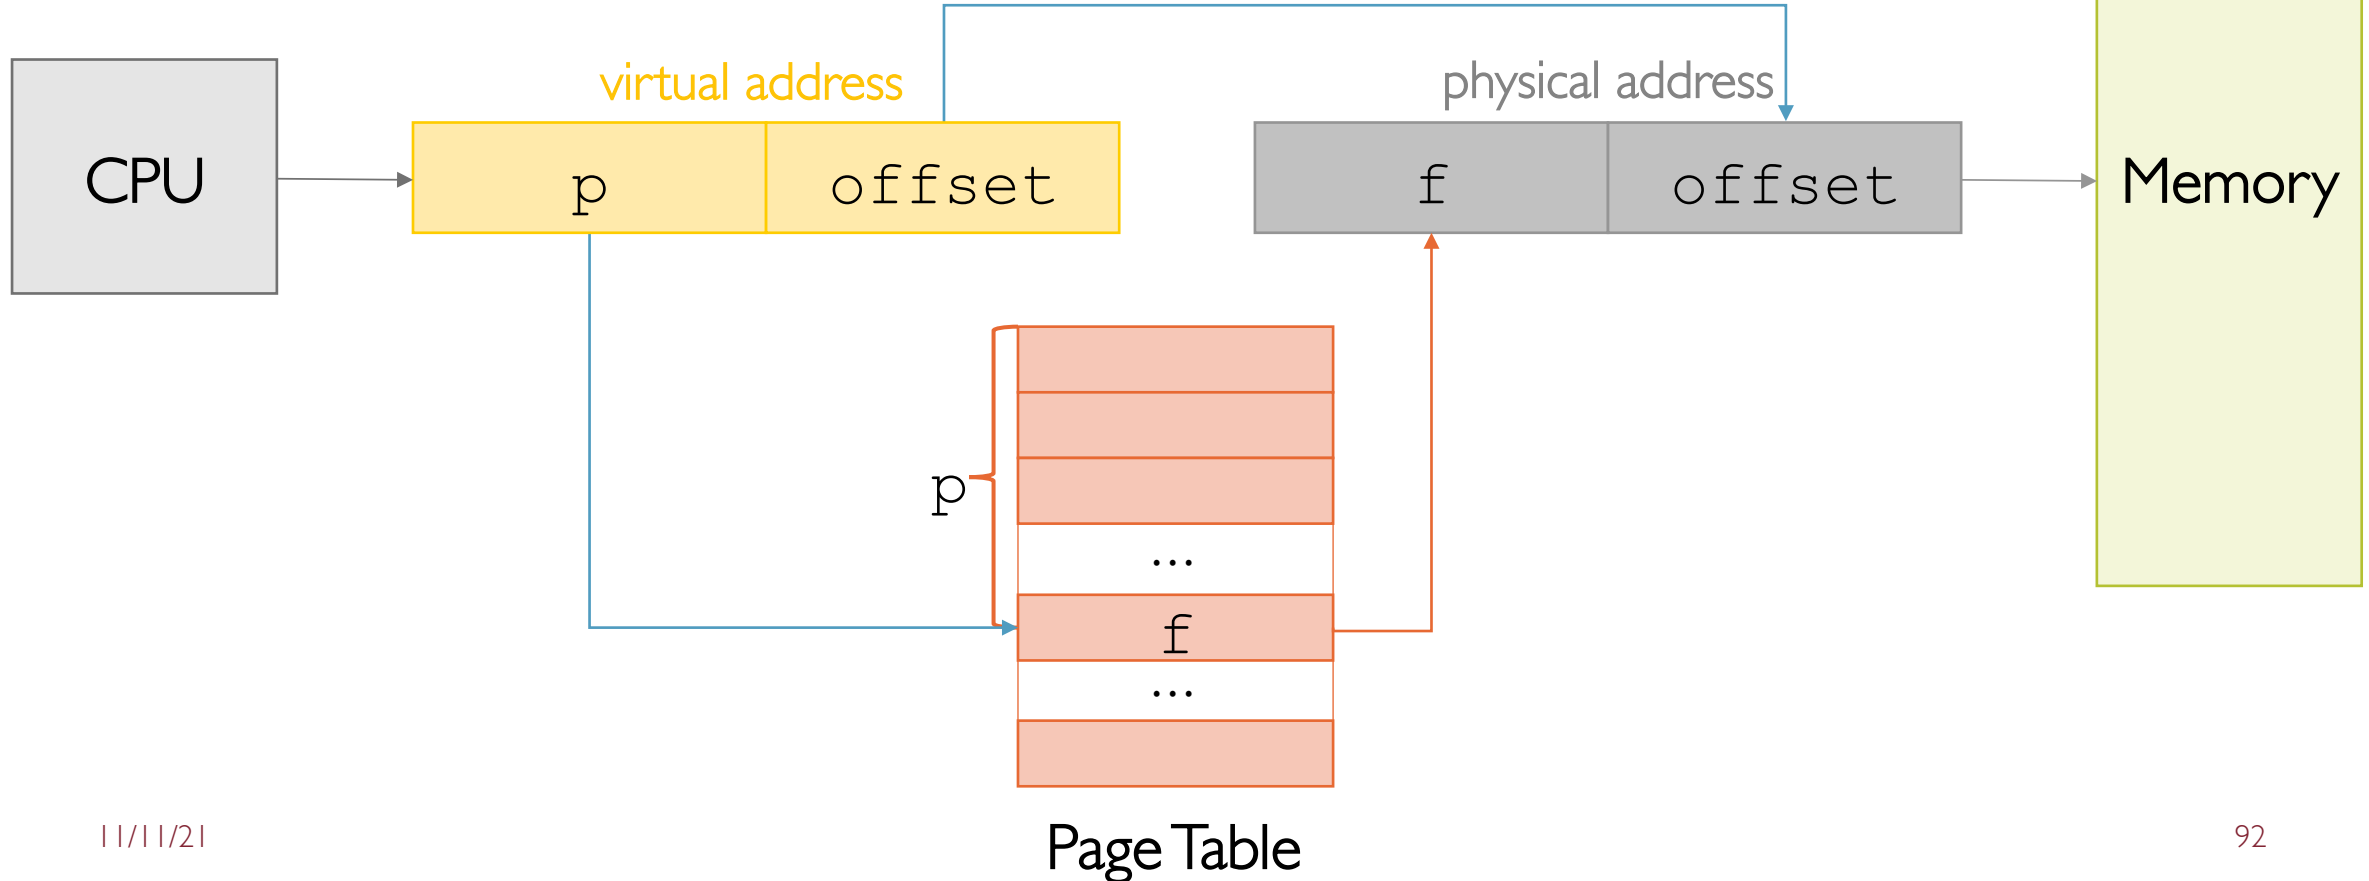 virtual address
physical address
CPU
p
offset
f
offset
Memory
p
...
f
...
Page Table
11/11/21
92